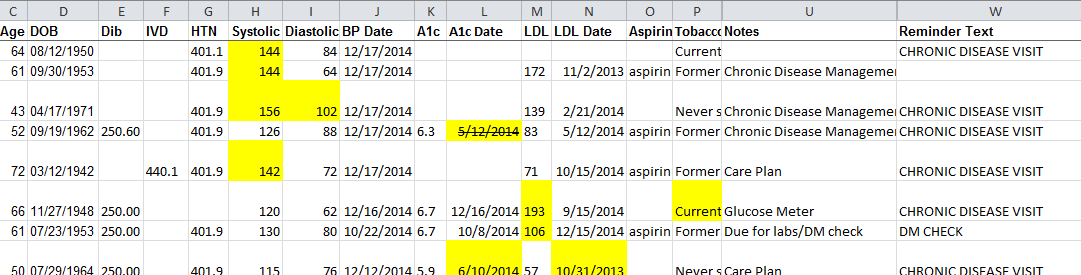 C D E F G H I J K L M N O P U W
Age DOB Dib IVD HTN Systolic Diastolic BP Date A1c A1c Date LDL LDL Date Aspirin Tobacco Notes Reminder Text
64 08/12/1950 401.1 144 84 12/17/2014 Current CHRONIC DISEASE VISIT
61 09/30/1953 401.9 144 64 12/17/2014 172 11/2/2013 aspirin Former Chronic Disease Managemen CHRONIC DISEASE VISIT
43 04/17/1971 401.9 156 102 12/17/2014 139 2/21/2014 Never s Chronic Disease Managemen CHRONIC DISEASE VISIT
52 09/19/1962 250.60 401.9 126 88 12/17/2014 6.3 5/12/2014 83 5/12/2014 aspirin Former Chronic Disease Managemen CHRONIC DISEASE VISIT
72 03/12/1942 440.1 401.9 142 72 12/17/2014 71 10/15/2014 aspirin Former Care Plan CHRONIC DISEASE VISIT
66 11/27/1948 250.00 120 62 12/16/2014 6.7 12/16/2014 193 9/15/2014 Current Glucose Meter CHRONIC DISEASE VISIT
61 07/23/1953 250.00 401.9 130 80 10/22/2014 6.7 10/8/2014 106 12/15/2014 aspirin Former Due for labs/DM check DM CHECK
50 07/29/1964 250.00 401.9 115 76 12/12/2014 5.9 6/10/2014 57 10/31/2013 Never s Care Plan CHRONIC DISEASE VISIT